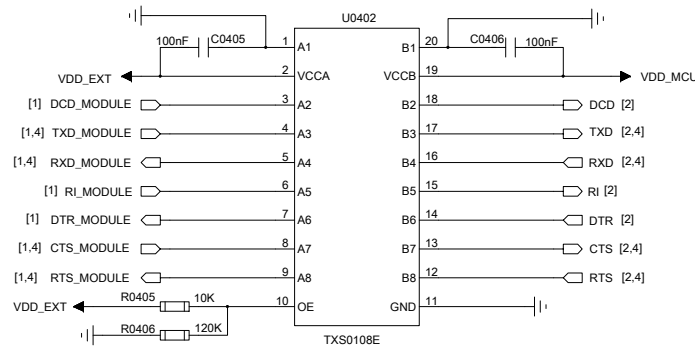 U0402
100nF C0405 1 A1 B1 20 C0406 100nF
VDD_EXT 2 VCCA VCCB 19 VDD_MCU
[1] DCD_MODULE 3 A2 B2 18 DCD [2]
[1,4] TXD_MODULE 4 A3 B3 17 TXD [2,4]
[1,4] RXD_MODULE 5 A4 B4 16 RXD [2,4]
[1] RI_MODULE 6 A5 B5 15 RI [2]
[1] DTR_MODULE 7 A6 B6 14 DTR [2]
[1,4] CTS_MODULE 8 A7 B7 13 CTS [2,4]
[1,4] RTS_MODULE 9 A8 B8 12 RTS [2,4]
VDD_EXT R0405 10K 10 OE GND 11
R0406 120K
TXS0108E